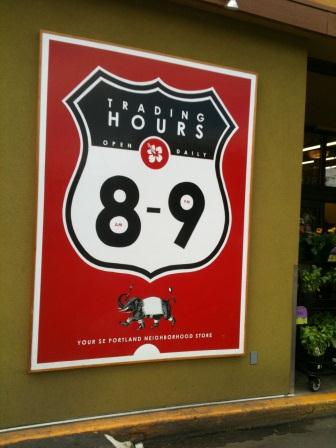 TRADING
HOURS
OPEN DAILY
8-9
AM PM
YOUR SE PORTLAND NEIGHBORHOOD STORE